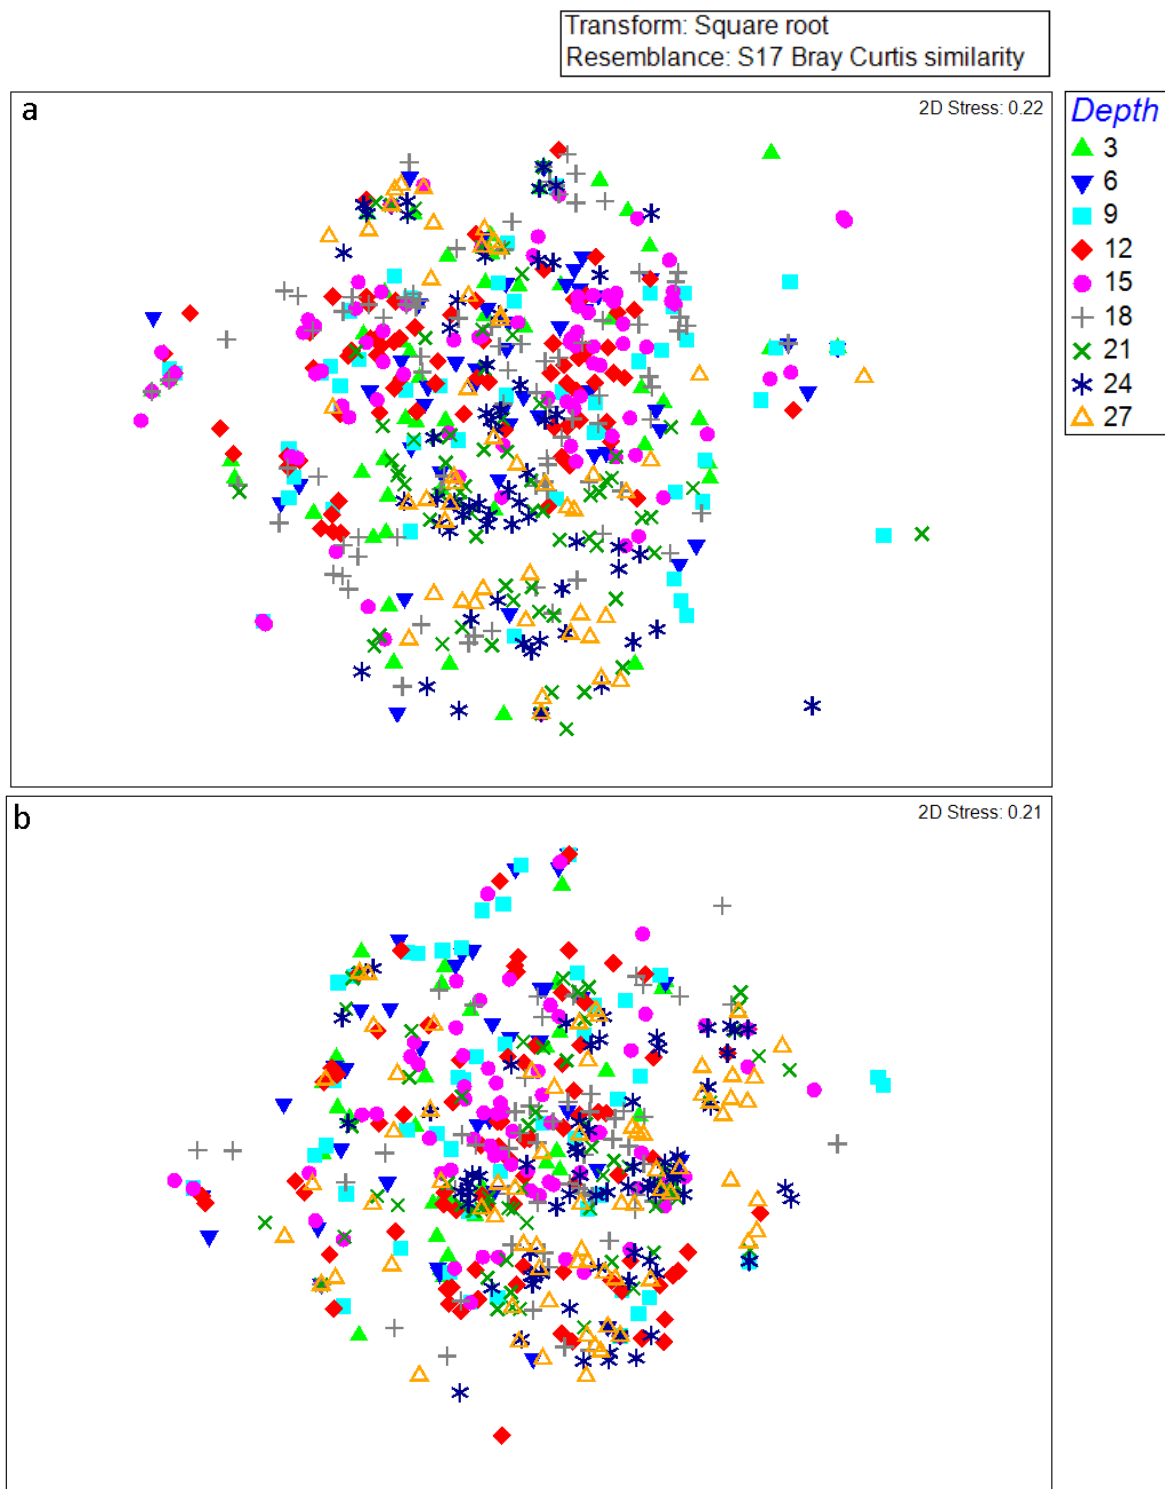 Transform: Square root
Resemblance: S17 Bray Curtis similarity
a
2D Stress: 0.22
Depth
3
6
9
12
15
18
21
24
27
b
2D Stress: 0.21